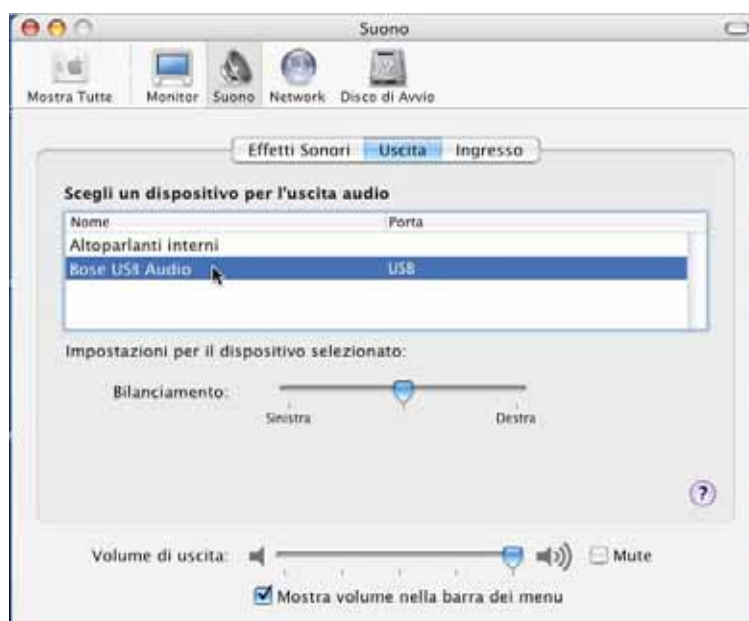 Suono
Mostra Tutte Monitor Suono Network Disco di Avvio
Effetti Sonori Uscita Ingresso
Scegli un dispositivo per l'uscita audio
Nome Porta
Altoparlanti interni
Bose USB Audio USB
Impostazioni per il dispositivo selezionato:
Bilanciamento:
Sinistra Destra
?
Volume di uscita: Mute
Mostra volume nella barra dei menu